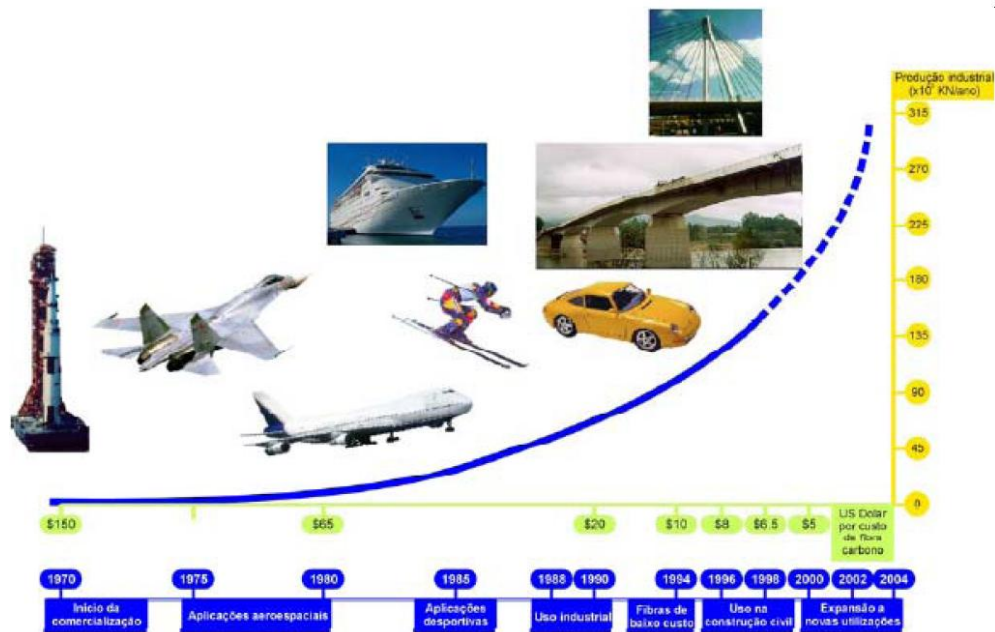 Produção industrial
(x10³ KN/ano)
315
270
225
180
135
90
45
0
$150
$65
$20
$10
$8
$6.5
$5
US Dolar
por custo
de fibra
carbono
1970
1975
1980
1985
1988
1990
1994
1996
1998
2000
2002
2004
Início da
comercialização
Aplicações aeroespaciais
Aplicações
desportivas
Uso industrial
Fibras de
baixo custo
Uso na
construção civil
Expansão a
novas utilizações